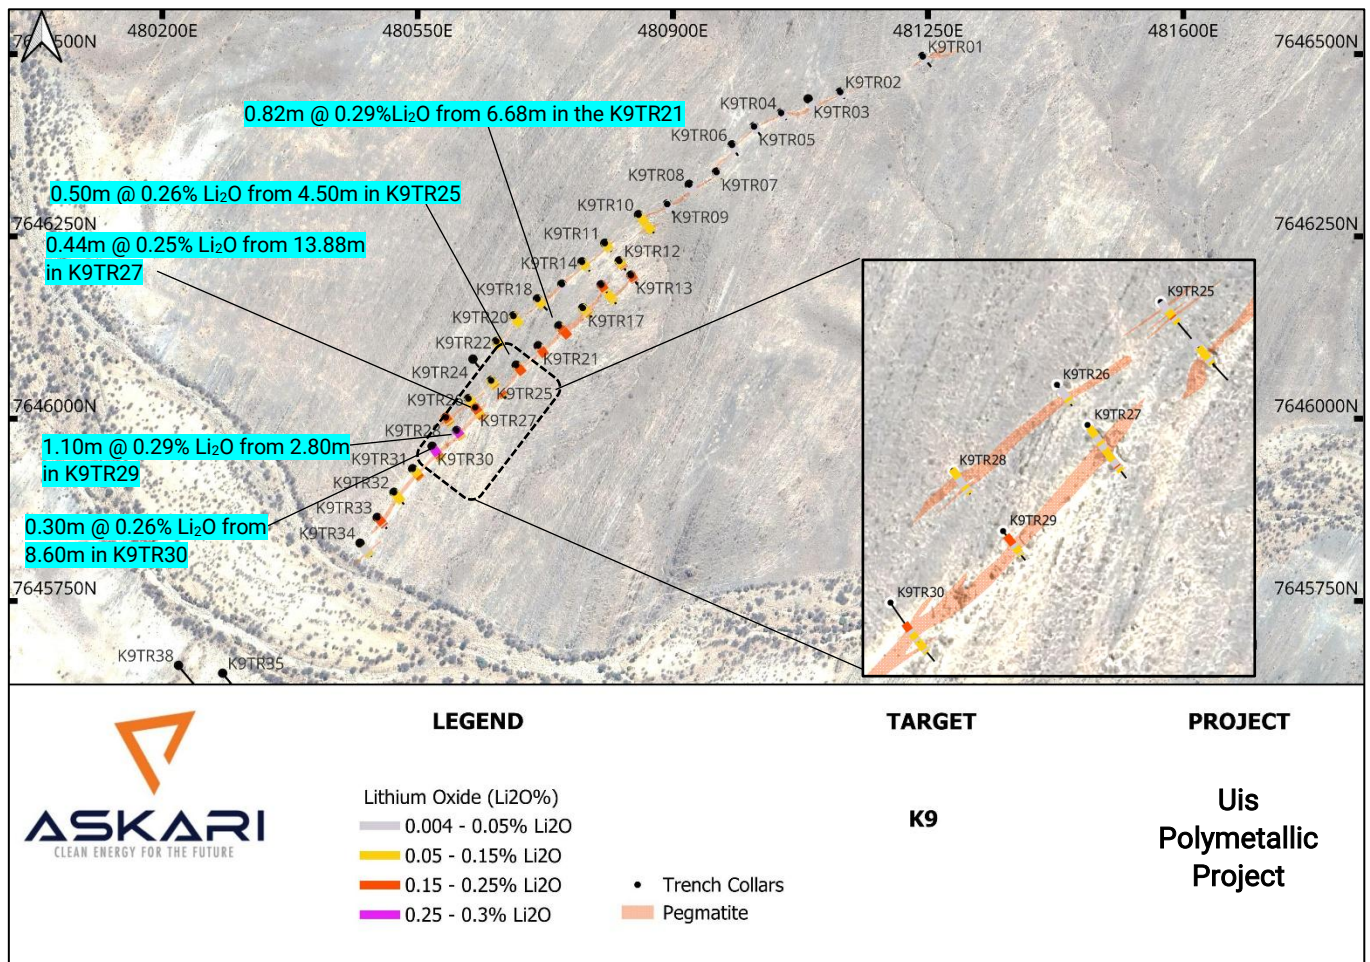 480200E
480550E
480900E
481250E
481600E
7646500N
K9TR01
K9TR02
K9TR03
K9TR04
K9TR05
K9TR06
K9TR07
K9TR08
K9TR09
K9TR10
0.82m @ 0.29%Li₂O from 6.68m in the K9TR21
0.50m @ 0.26% Li₂O from 4.50m in K9TR25
7646250N
7646250N
0.44m @ 0.25% Li₂O from 13.88m
in K9TR27
K9TR11
K9TR12
K9TR14
K9TR13
K9TR18
K9TR17
K9TR20
K9TR22
K9TR21
K9TR24
K9TR25
K9TR27
7646000N
7646000N
K9TR30
K9TR31
K9TR32
K9TR33
K9TR34
1.10m @ 0.29% Li₂O from 2.80m
in K9TR29
0.30m @ 0.26% Li₂O from
8.60m in K9TR30
7645750N
7645750N
K9TR38
K9TR35
K9TR25
K9TR26
K9TR27
K9TR28
K9TR29
K9TR30
LEGEND
TARGET
PROJECT
ASKARI
CLEAN ENERGY FOR THE FUTURE
Lithium Oxide (Li2O%)
0.004 - 0.05% Li2O
0.05 - 0.15% Li2O
0.15 - 0.25% Li2O
0.25 - 0.3% Li2O
Trench Collars
Pegmatite
K9
Uis
Polymetallic
Project